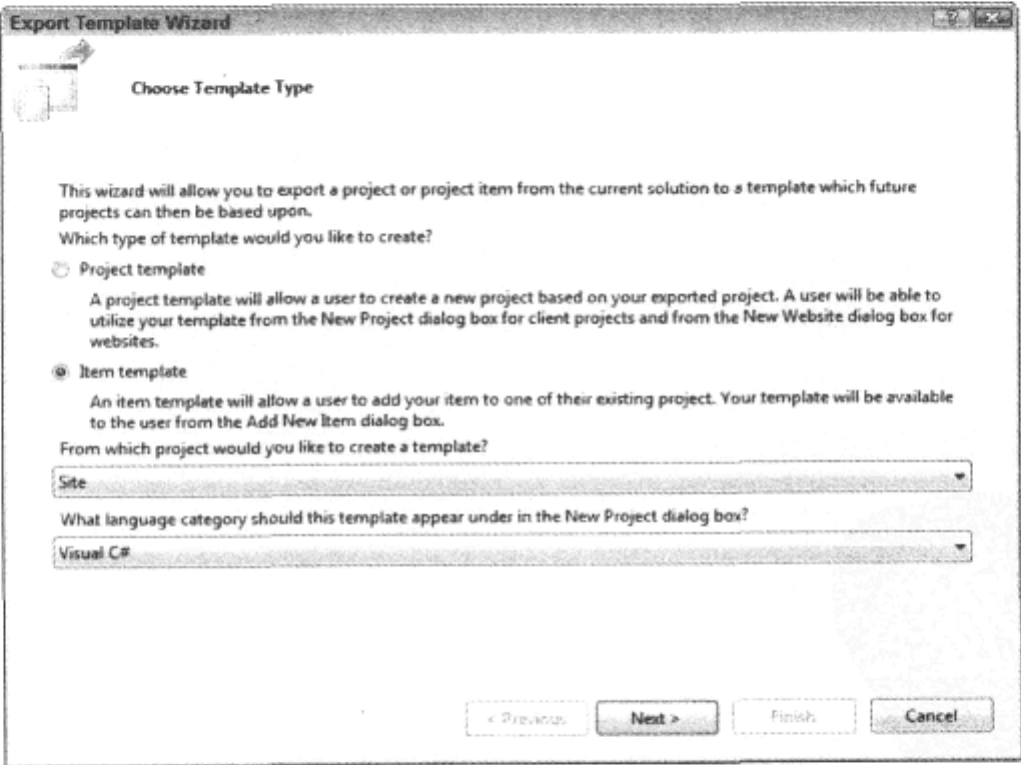 Export Template Wizard
Choose Template Type
This wizard will allow you to export a project or project item from the current solution to a template which future
projects can then be based upon.
Which type of template would you like to create?
Project template
A project template will allow a user to create a new project based on your exported project. A user will be able to
utilize your template from the New Project dialog box for client projects and from the New Website dialog box for
websites.
Item template
An item template will allow a user to add your item to one of their existing project. Your template will be available
to the user from the Add New Item dialog box.
From which project would you like to create a template?
Site
What language category should this template appear under in the New Project dialog box?
Visual C#
< Previous
Next >
Finish
Cancel